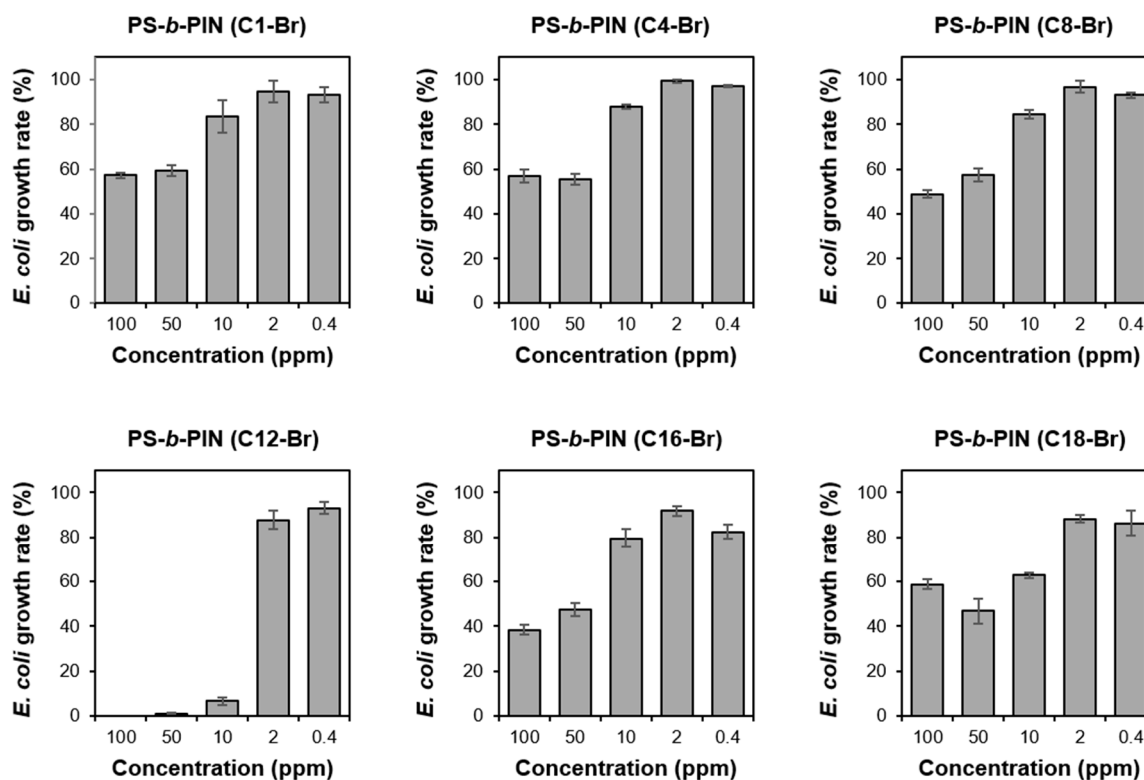 PS-b-PIN (C1-Br)
E. coli growth rate (%)
100
80
60
40
20
0
100 50 10 2 0.4
Concentration (ppm)
PS-b-PIN (C4-Br)
E. coli growth rate (%)
100
80
60
40
20
0
100 50 10 2 0.4
Concentration (ppm)
PS-b-PIN (C8-Br)
E. coli growth rate (%)
100
80
60
40
20
0
100 50 10 2 0.4
Concentration (ppm)
PS-b-PIN (C12-Br)
E. coli growth rate (%)
100
80
60
40
20
0
100 50 10 2 0.4
Concentration (ppm)
PS-b-PIN (C16-Br)
E. coli growth rate (%)
100
80
60
40
20
0
100 50 10 2 0.4
Concentration (ppm)
PS-b-PIN (C18-Br)
E. coli growth rate (%)
100
80
60
40
20
0
100 50 10 2 0.4
Concentration (ppm)